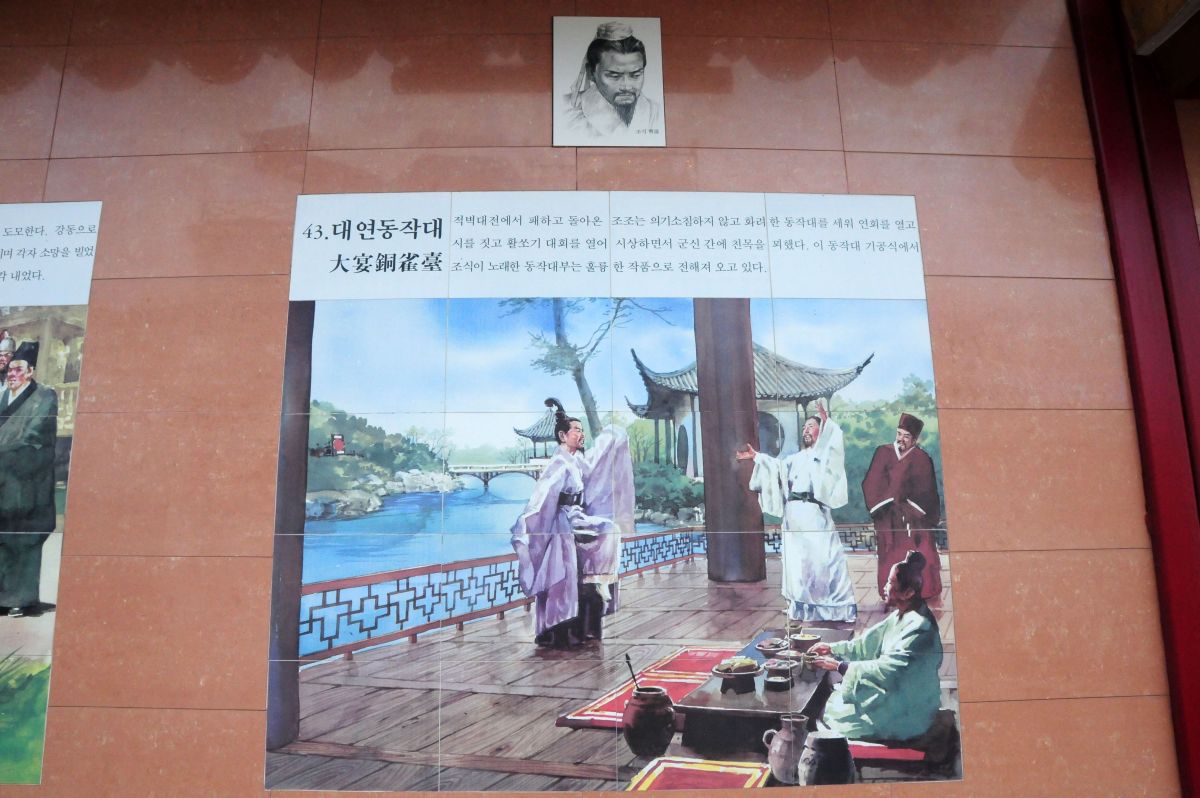 도모한다. 강동으로
며 각자 소망을 빌었
내었다.
43. 대연동작대
大宴銅雀臺
적벽대전에서 패하고 돌아온 조조는 의기소침하지 않고 화려한 동작대를 세워 연회를 열고
시를 짓고 활쏘기 대회를 열어 시상하면서 군신 간에 친목을 꾀했다. 이 동작대 기공식에서
조식이 노래한 동작대부는 훌륭한 작품으로 전해져 오고 있다.